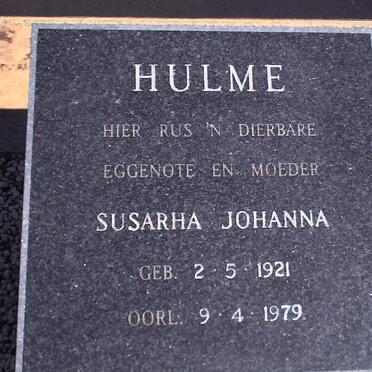 HULME
HIER RUS 'N DIERBARE
EGGENOTE EN MOEDER
SUSARHA JOHANNA
GEB. 2·5·1921
OORL. 9·4·1979.